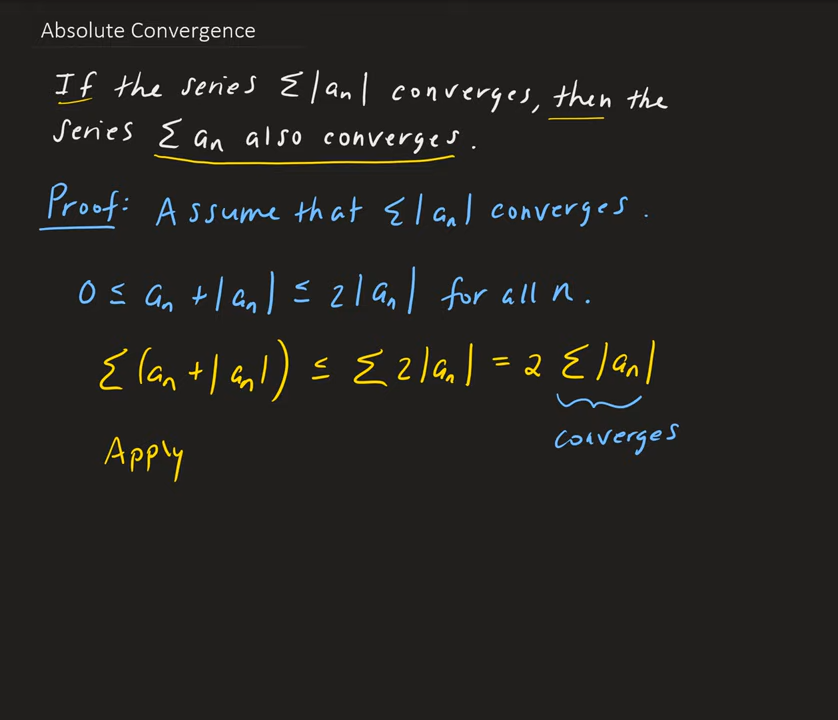 Absolute Convergence
If the series Σ|aₙ| converges, then the
series Σ aₙ also converges.
Proof: Assume that Σ|aₙ| converges.
0 ≤ aₙ + |aₙ| ≤ 2|aₙ| for all n.
Σ(aₙ + |aₙ|) ≤ Σ 2|aₙ| = 2 Σ|aₙ|
converges
Apply